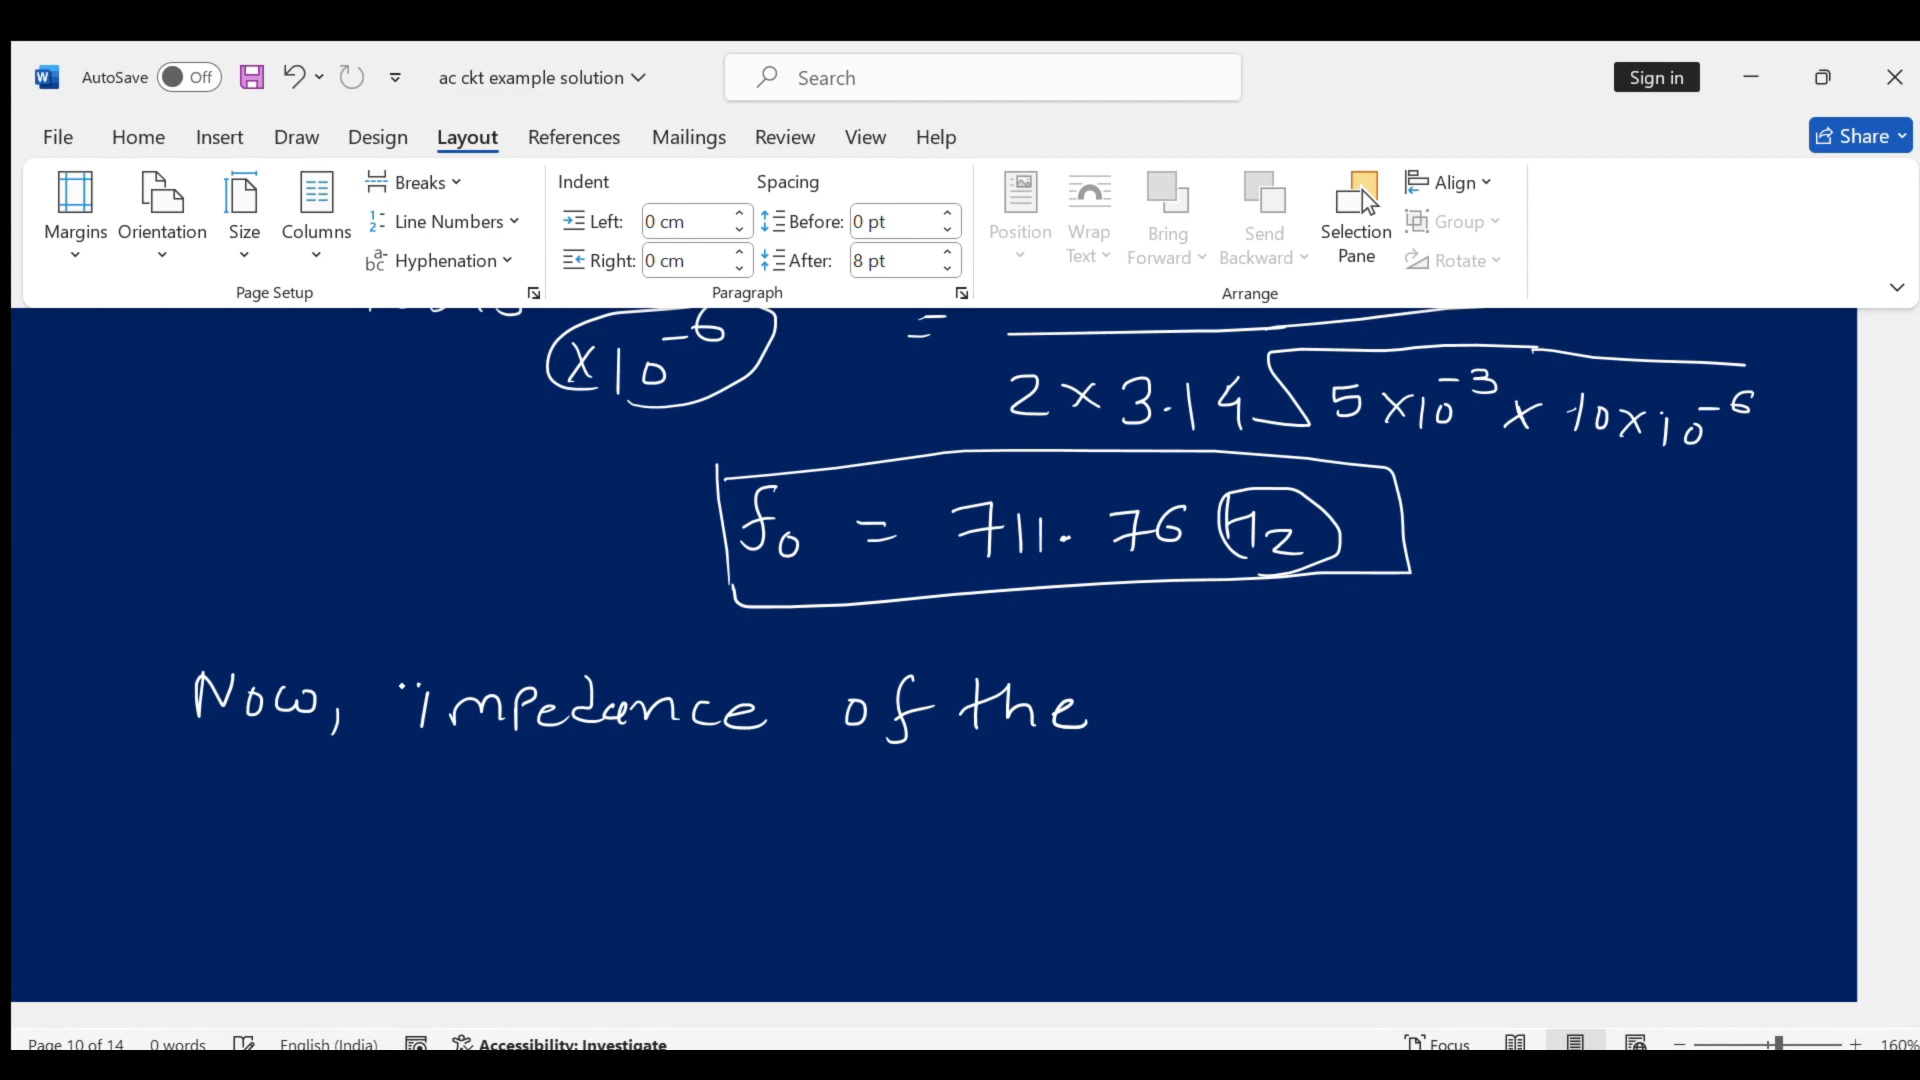 AutoSave Off ac ckt example solution Search Sign in
File Home Insert Draw Design Layout References Mailings Review View Help Share
Margins Orientation Size Columns Breaks Line Numbers Hyphenation
Page Setup
Indent Spacing
Left: 0 cm Before: 0 pt
Right: 0 cm After: 8 pt
Paragraph
Position Wrap Text Bring Forward Send Backward Selection Pane Align Group Rotate
Arrange
×10⁻⁶ =
2 × 3.14 √5×10⁻³ × 10×10⁻⁶
f₀ = 711.76 Hz
Now, impedance of the
Page 10 of 14 0 words English (India) Accessibility: Investigate Focus 160%